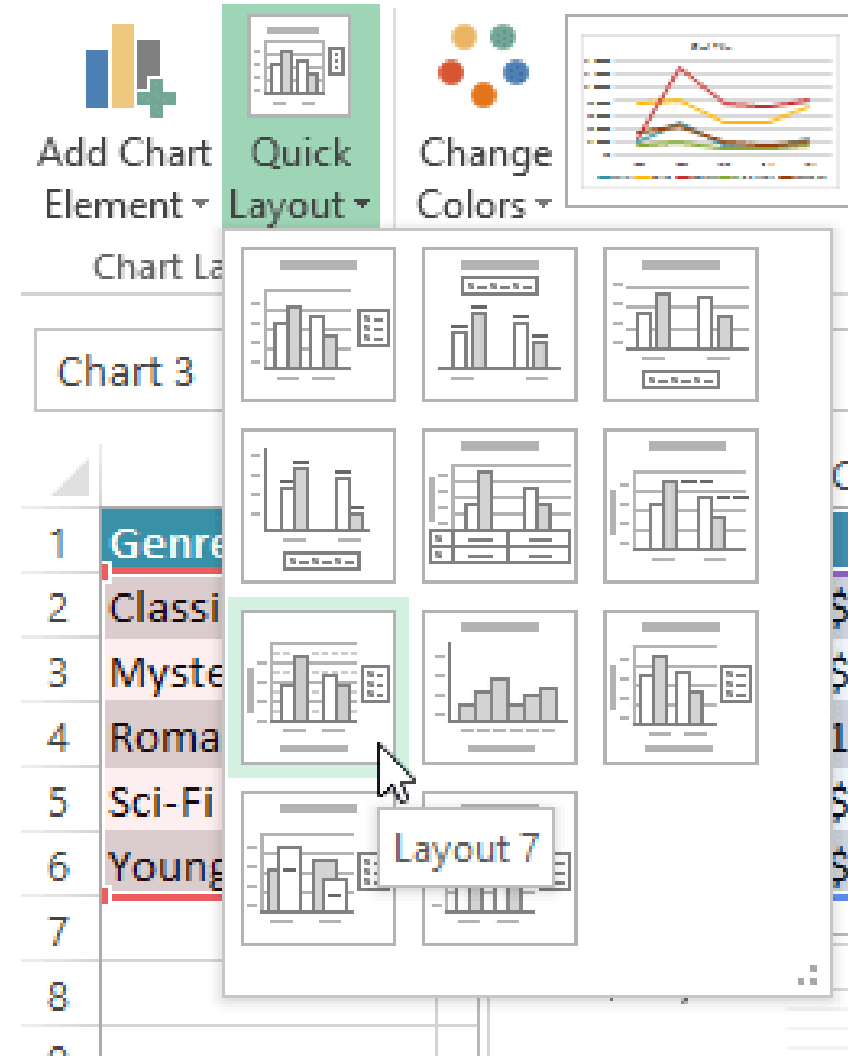 Add Chart
Element
Quick
Layout
Change
Colors
Chart La
Chart 3
1 Genre
2 Classi
3 Myste
4 Roma
5 Sci-Fi
6 Young
7
8
Layout 7